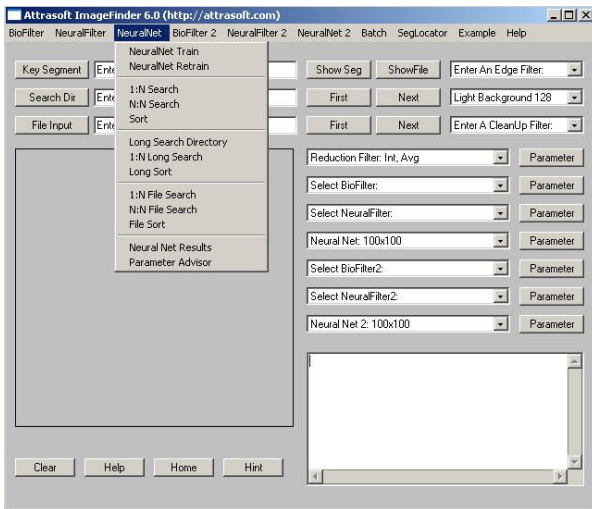 Attrasoft ImageFinder 6.0 (http://attrasoft.com)
BioFilter NeuralFilter NeuralNet BioFilter 2 NeuralFilter 2 NeuralNet 2 Batch SegLocator Example Help
NeuralNet Train
NeuralNet Retrain
1:N Search
N:N Search
Sort
Long Search Directory
1:N Long Search
Long Sort
1:N File Search
N:N File Search
File Sort
Neural Net Results
Parameter Advisor
Key Segment Ente
Search Dir Ente
File Input Ente
Show Seg ShowFile Enter An Edge Filter:
First Next Light Background 128
First Next Enter A CleanUp Filter:
Reduction Filter: Int, Avg Parameter
Select BioFilter: Parameter
Select NeuralFilter: Parameter
Neural Net: 100x100 Parameter
Select BioFilter2: Parameter
Select NeuralFilter2: Parameter
Neural Net 2: 100x100 Parameter
Clear Help Home Hint